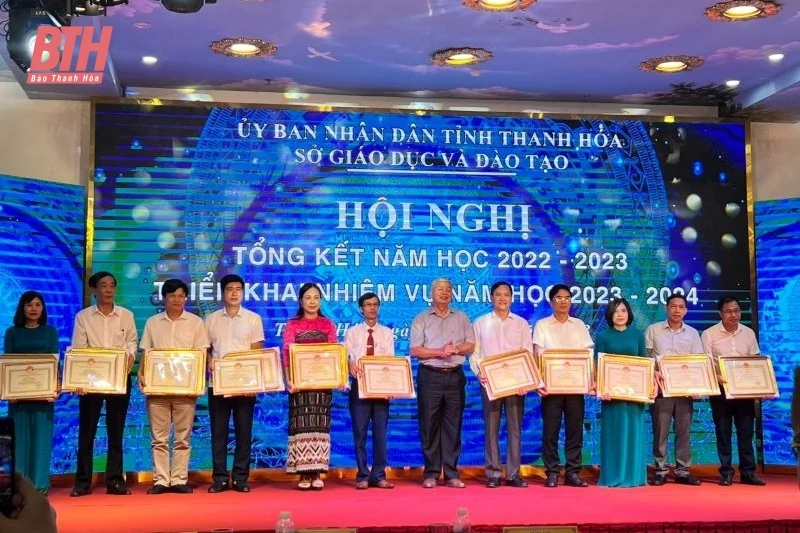 BTH
Báo Thanh Hóa
ỦY BAN NHÂN DÂN TỈNH THANH HÓA
SỞ GIÁO DỤC VÀ ĐÀO TẠO
HỘI NGHỊ
TỔNG KẾT NĂM HỌC 2022 - 2023
KHAI NHIỆM VỤ NĂM HỌC 2023 - 2024